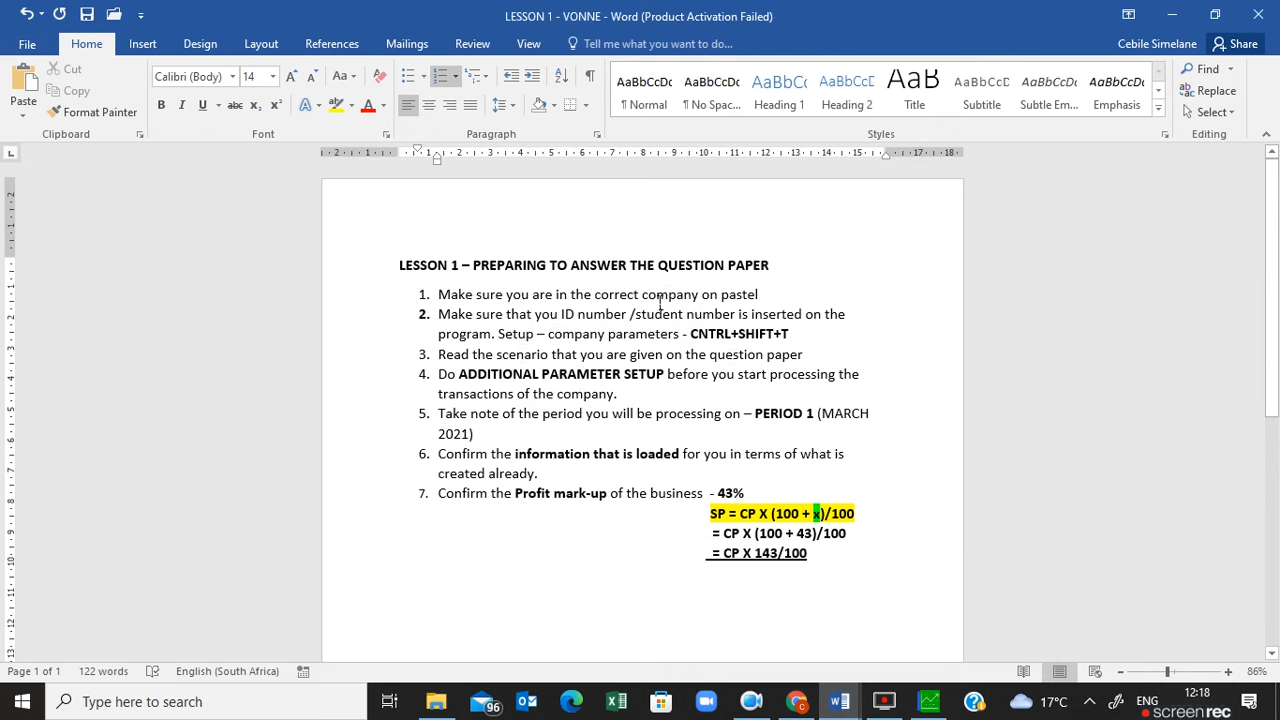 LESSON 1 - VONNE - Word (Product Activation Failed)
File Home Insert Design Layout References Mailings Review View Tell me what you want to do... Cebile Simelane Share
Paste
Cut
Copy
Format Painter
Clipboard
Calibri (Body) 14
Font
Paragraph
AaBbCcDc AaBbCcDc AaBbCc AaBbCcC AaB AaBbCcD AaBbCcDc AaBbCcDc
¶ Normal ¶ No Spac... Heading 1 Heading 2 Title Subtitle Subtle Em... Emphasis
Styles
Find
Replace
Select
Editing
LESSON 1 – PREPARING TO ANSWER THE QUESTION PAPER
1. Make sure you are in the correct company on pastel
2. Make sure that you ID number /student number is inserted on the
program. Setup – company parameters - CNTRL+SHIFT+T
3. Read the scenario that you are given on the question paper
4. Do ADDITIONAL PARAMETER SETUP before you start processing the
transactions of the company.
5. Take note of the period you will be processing on – PERIOD 1 (MARCH
2021)
6. Confirm the information that is loaded for you in terms of what is
created already.
7. Confirm the Profit mark-up of the business - 43%
SP = CP X (100 + x)/100
= CP X (100 + 43)/100
= CP X 143/100
Page 1 of 1 122 words English (South Africa) 86%
Type here to search 96 17°C ENG 12:18
screenrec